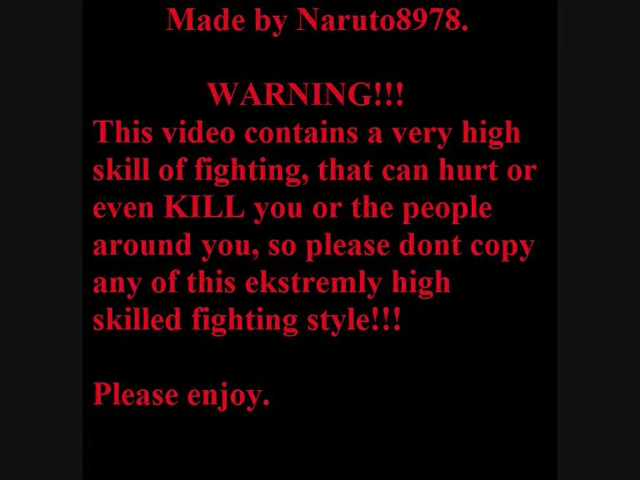 Made by Naruto8978.
WARNING!!!
This video contains a very high
skill of fighting, that can hurt or
even KILL you or the people
around you, so please dont copy
any of this ekstremly high
skilled fighting style!!!
Please enjoy.